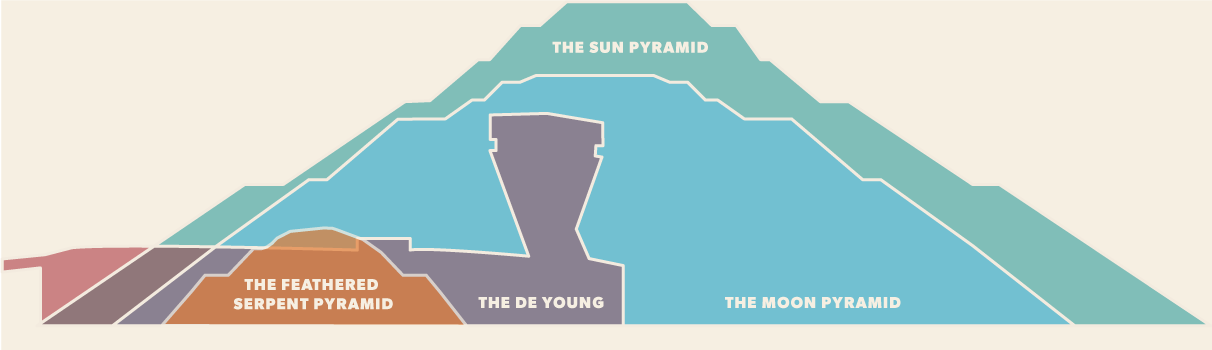 THE SUN PYRAMID
THE FEATHERED
SERPENT PYRAMID
THE DE YOUNG
THE MOON PYRAMID